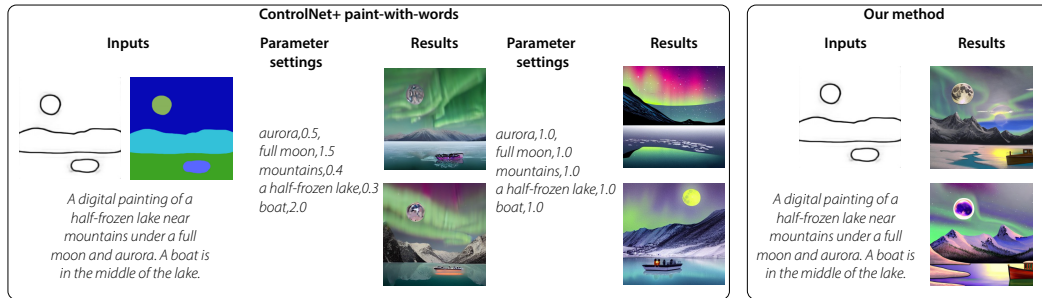 ControlNet+ paint-with-words
Inputs
Parameter
settings
Results
Parameter
settings
Results
aurora,0.5,
full moon,1.5
mountains,0.4
a half-frozen lake,0.3
boat,2.0
aurora,1.0,
full moon,1.0
mountains,1.0
a half-frozen lake,1.0
boat,1.0
A digital painting of a
half-frozen lake near
mountains under a full
moon and aurora. A boat is
in the middle of the lake.
Our method
Inputs
Results
A digital painting of a
half-frozen lake near
mountains under a full
moon and aurora. A boat is
in the middle of the lake.